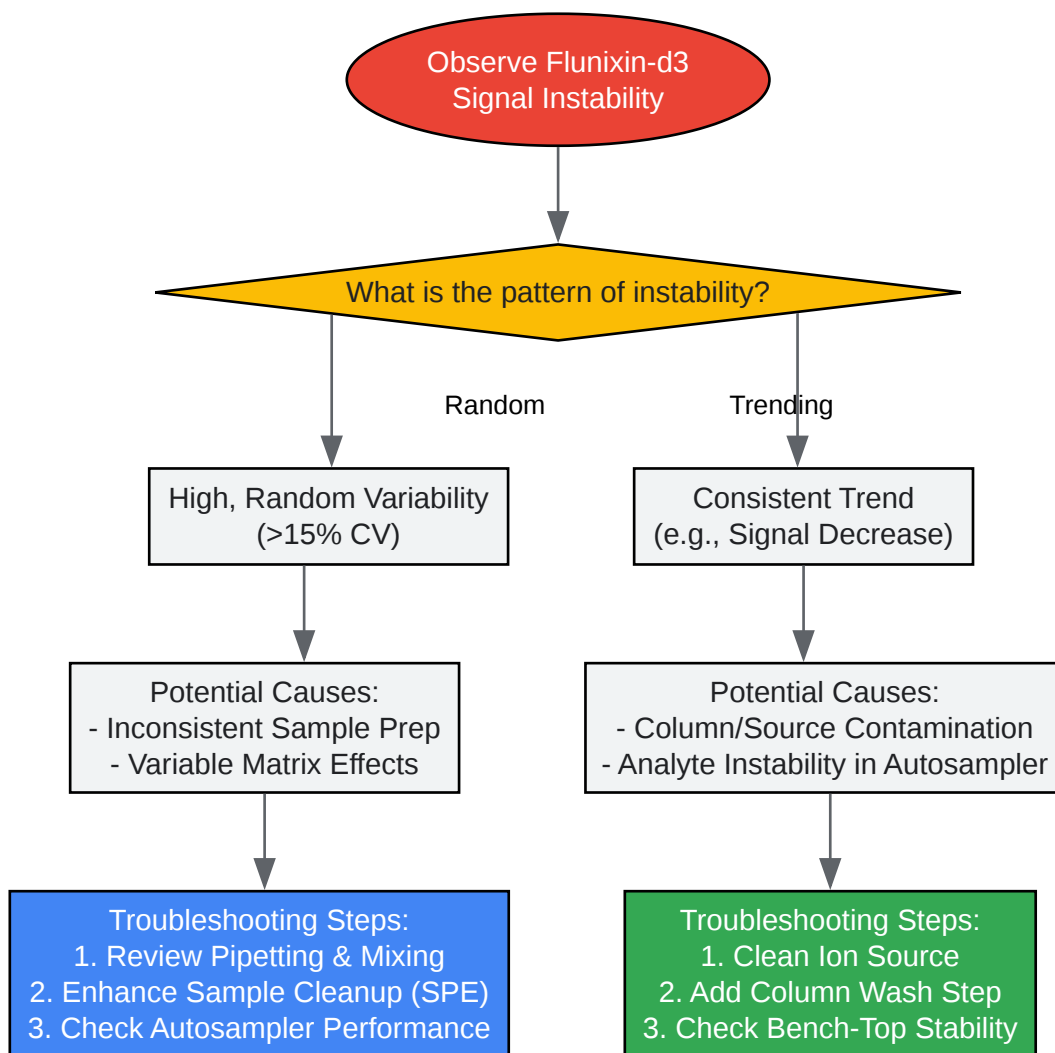 Observe Flunixin-d3
Signal Instability
What is the pattern of instability?
Random
Trending
High, Random Variability
(>15% CV)
Consistent Trend
(e.g., Signal Decrease)
Potential Causes:
- Inconsistent Sample Prep
- Variable Matrix Effects
Potential Causes:
- Column/Source Contamination
- Analyte Instability in Autosampler
Troubleshooting Steps:
1. Review Pipetting & Mixing
2. Enhance Sample Cleanup (SPE)
3. Check Autosampler Performance
Troubleshooting Steps:
1. Clean Ion Source
2. Add Column Wash Step
3. Check Bench-Top Stability